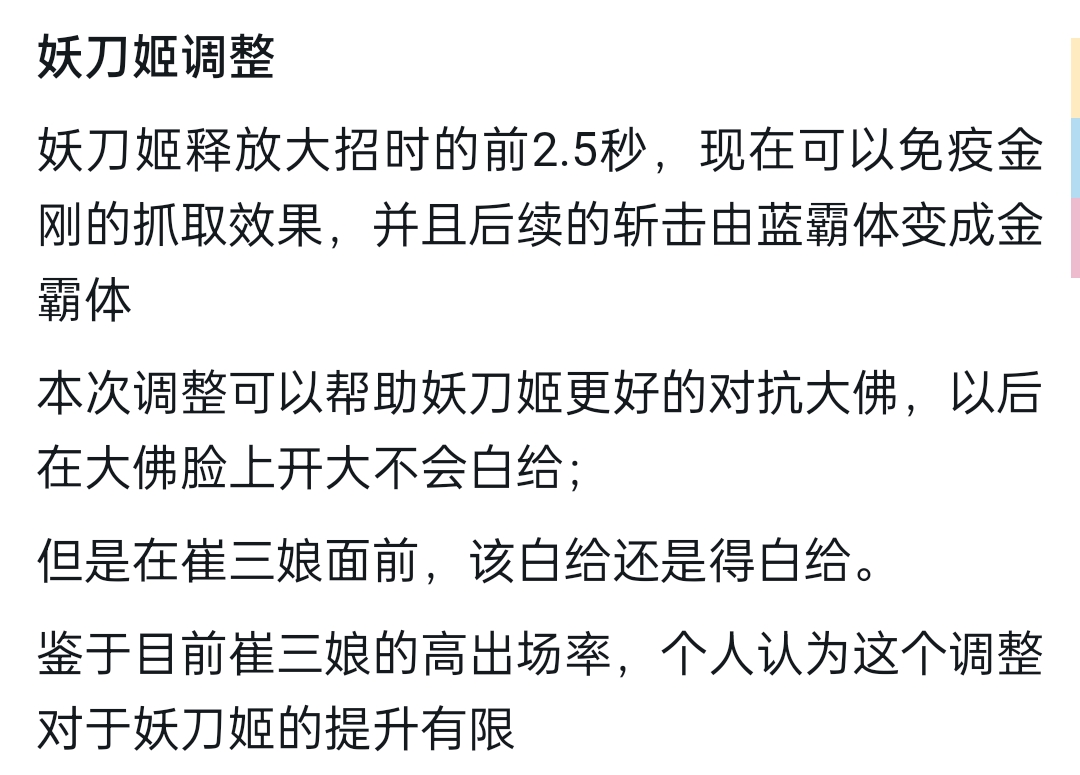 妖刀姬调整
妖刀姬释放大招时的前2.5秒，现在可以免疫金
刚的抓取效果，并且后续的斩击由蓝霸体变成金
霸体
本次调整可以帮助妖刀姬更好的对抗大佛，以后
在大佛脸上开大不会白给；
但是在崔三娘面前，该白给还是得白给。
鉴于目前崔三娘的高出场率，个人认为这个调整
对于妖刀姬的提升有限